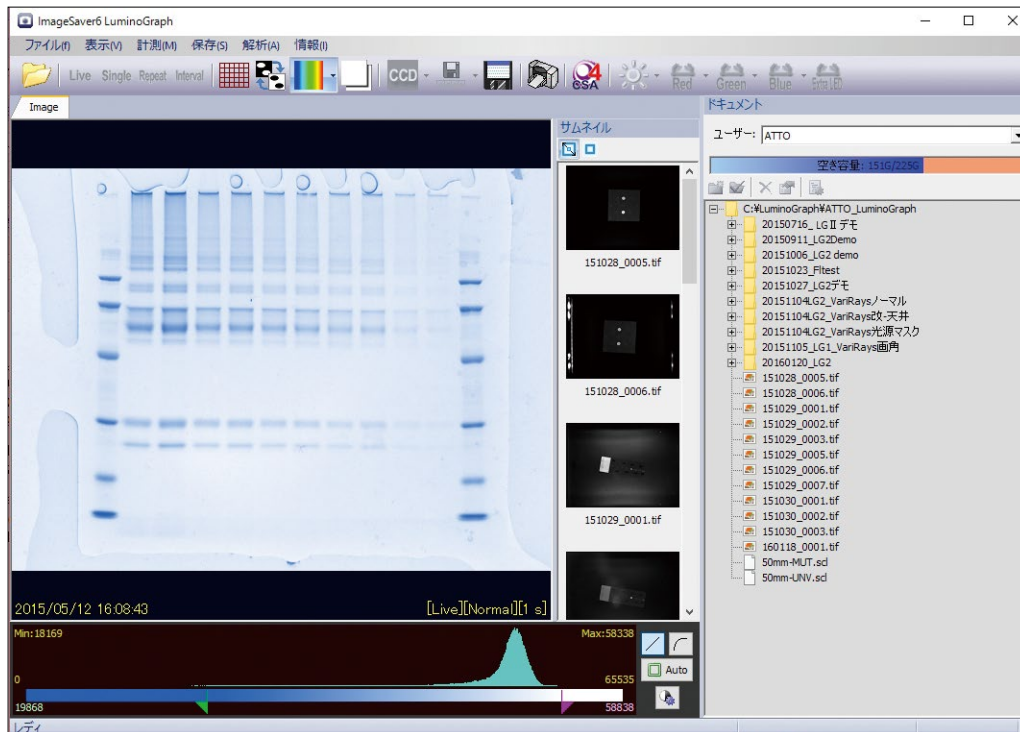 ImageSaver6 LuminoGraph
ファイル(f) 表示(V) 計測(M) 保存(S) 解析(A) 情報(I)
Live Single Repeat Interval CCD CSA 4 Red Green Blue Extra LED
Image
サムネイル
151028_0005.tif
151028_0006.tif
151029_0001.tif
2015/05/12 16:08:43 [Live][Normal][1 s]
Min:18169 Max:58338
0 65535
Auto
19868 58838
レディ
ドキュメント
ユーザー: ATTO
空き容量: 151G/225G
C:¥LuminoGraph¥ATTO_LuminoGraph
20150716_LGⅡデモ
20150911_LG2Demo
20151006_LG2 demo
20151023_Fltest
20151027_LG2デモ
20151104LG2_VariRaysノーマル
20151104LG2_VariRays改-天井
20151104LG2_VariRays光源マスク
20151105_LG1_VariRays画角
20160120_LG2
151028_0005.tif
151028_0006.tif
151029_0001.tif
151029_0002.tif
151029_0003.tif
151029_0005.tif
151029_0006.tif
151029_0007.tif
151030_0001.tif
151030_0002.tif
151030_0003.tif
160118_0001.tif
50mm-MUT.scl
50mm-UNV.scl